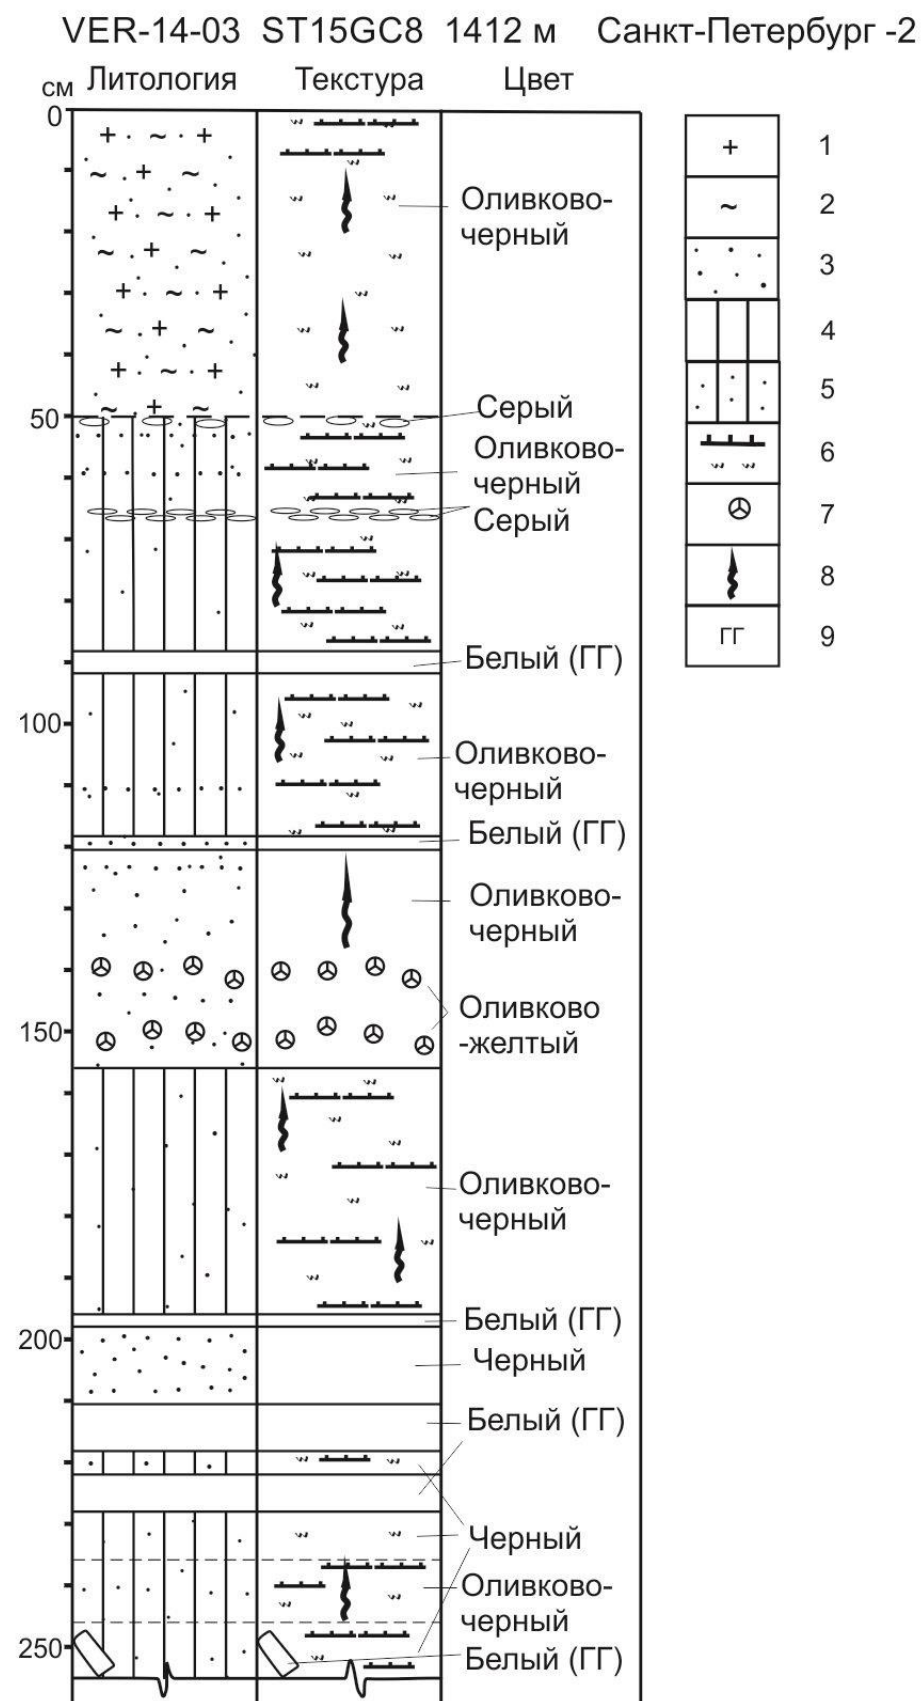 VER-14-03 ST15GC8 1412 м Санкт-Петербург -2
см Литология Текстура Цвет
0
1
2
Оливково-
черный
3
4
5
Серый
50
Оливково-
черный
6
Серый
7
8
9
Белый (ГГ)
ГГ
100
Оливково-
черный
Белый (ГГ)
Оливково-
черный
Оливково
-желтый
150
Оливково-
черный
Белый (ГГ)
200
Черный
Белый (ГГ)
Черный
Оливково-
черный
250
Белый (ГГ)